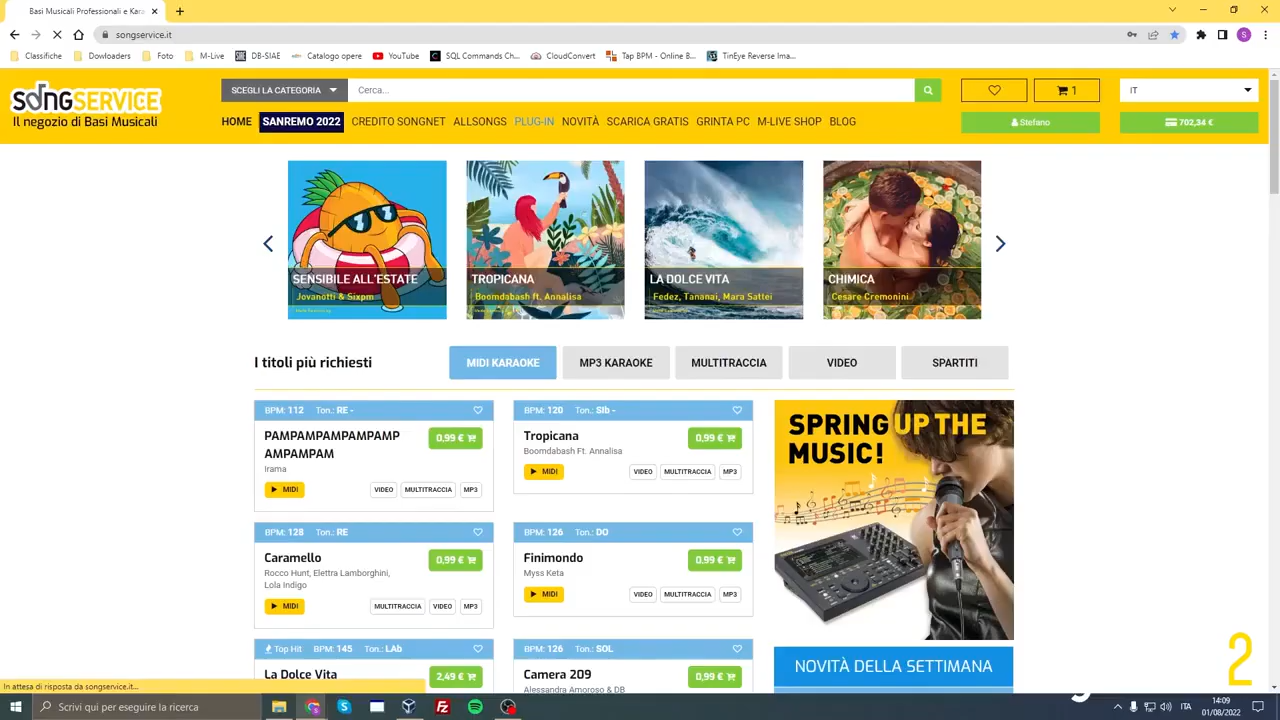 Basi Musicali Professionali e Kara
songservice.it
Classifiche
Dowloaders
Foto
M-Live
DB-SIAE
Catalogo opere
YouTube
SQL Commands Ch...
CloudConvert
Tap BPM - Online B...
TinEye Reverse Ima...
SONGSERVICE
Il negozio di Basi Musicali
SCEGLI LA CATEGORIA
Cerca...
1
IT
HOME
SANREMO 2022
CREDITO SONGNET
ALLSONGS
PLUG-IN
NOVITÀ
SCARICA GRATIS
GRINTA PC
M-LIVE SHOP
BLOG
Stefano
702,34 €
SENSIBILE ALL'ESTATE
Jovanotti & Sixpm
TROPICANA
Boomdabash ft. Annalisa
LA DOLCE VITA
Fedez, Tananai, Mara Sattei
CHIMICA
Cesare Cremonini
I titoli più richiesti
MIDI KARAOKE
MP3 KARAOKE
MULTITRACCIA
VIDEO
SPARTITI
BPM: 112 Ton.: RE -
PAMPAMPAMPAMPAMP
AMPAMPAM
0,99 €
Irama
MIDI
VIDEO
MULTITRACCIA
MP3
BPM: 120 Ton.: SIb -
Tropicana
0,99 €
Boomdabash Ft. Annalisa
MIDI
VIDEO
MULTITRACCIA
MP3
BPM: 128 Ton.: RE
Caramello
0,99 €
Rocco Hunt, Elettra Lamborghini,
Lola Indigo
MIDI
MULTITRACCIA
VIDEO
MP3
BPM: 126 Ton.: DO
Finimondo
0,99 €
Myss Keta
MIDI
VIDEO
MULTITRACCIA
MP3
Top Hit BPM: 145 Ton.: LAb
La Dolce Vita
2,49 €
BPM: 126 Ton.: SOL
Camera 209
0,99 €
Alessandra Amoroso & DB
SPRING UP THE
MUSIC!
NOVITÀ DELLA SETTIMANA
2
In attesa di risposta da songservice.it...
Scrivi qui per eseguire la ricerca
ITA
14:09
01/08/2022